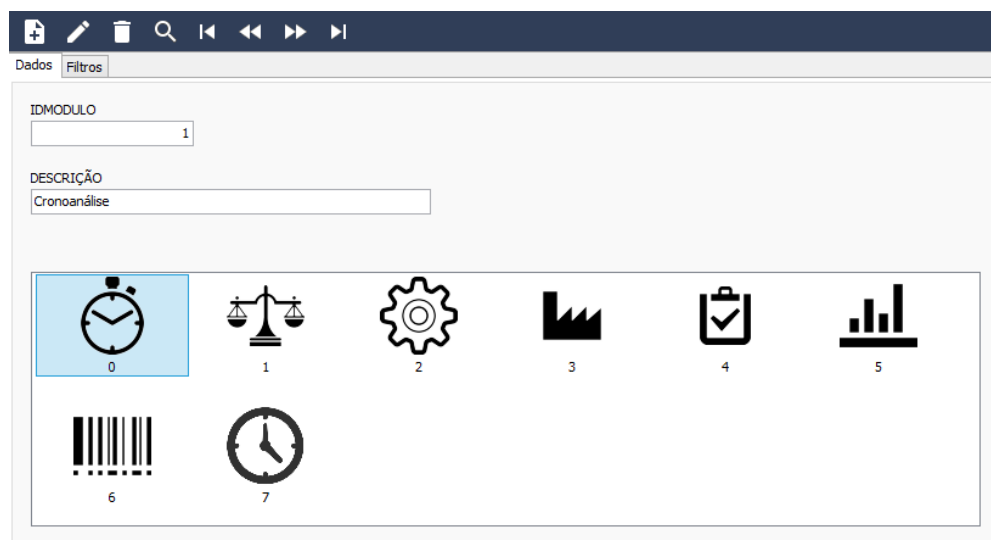 Dados Filtros
IDMODULO
1
DESCRIÇÃO
Cronoanálise
0 1 2 3 4 5
6 7